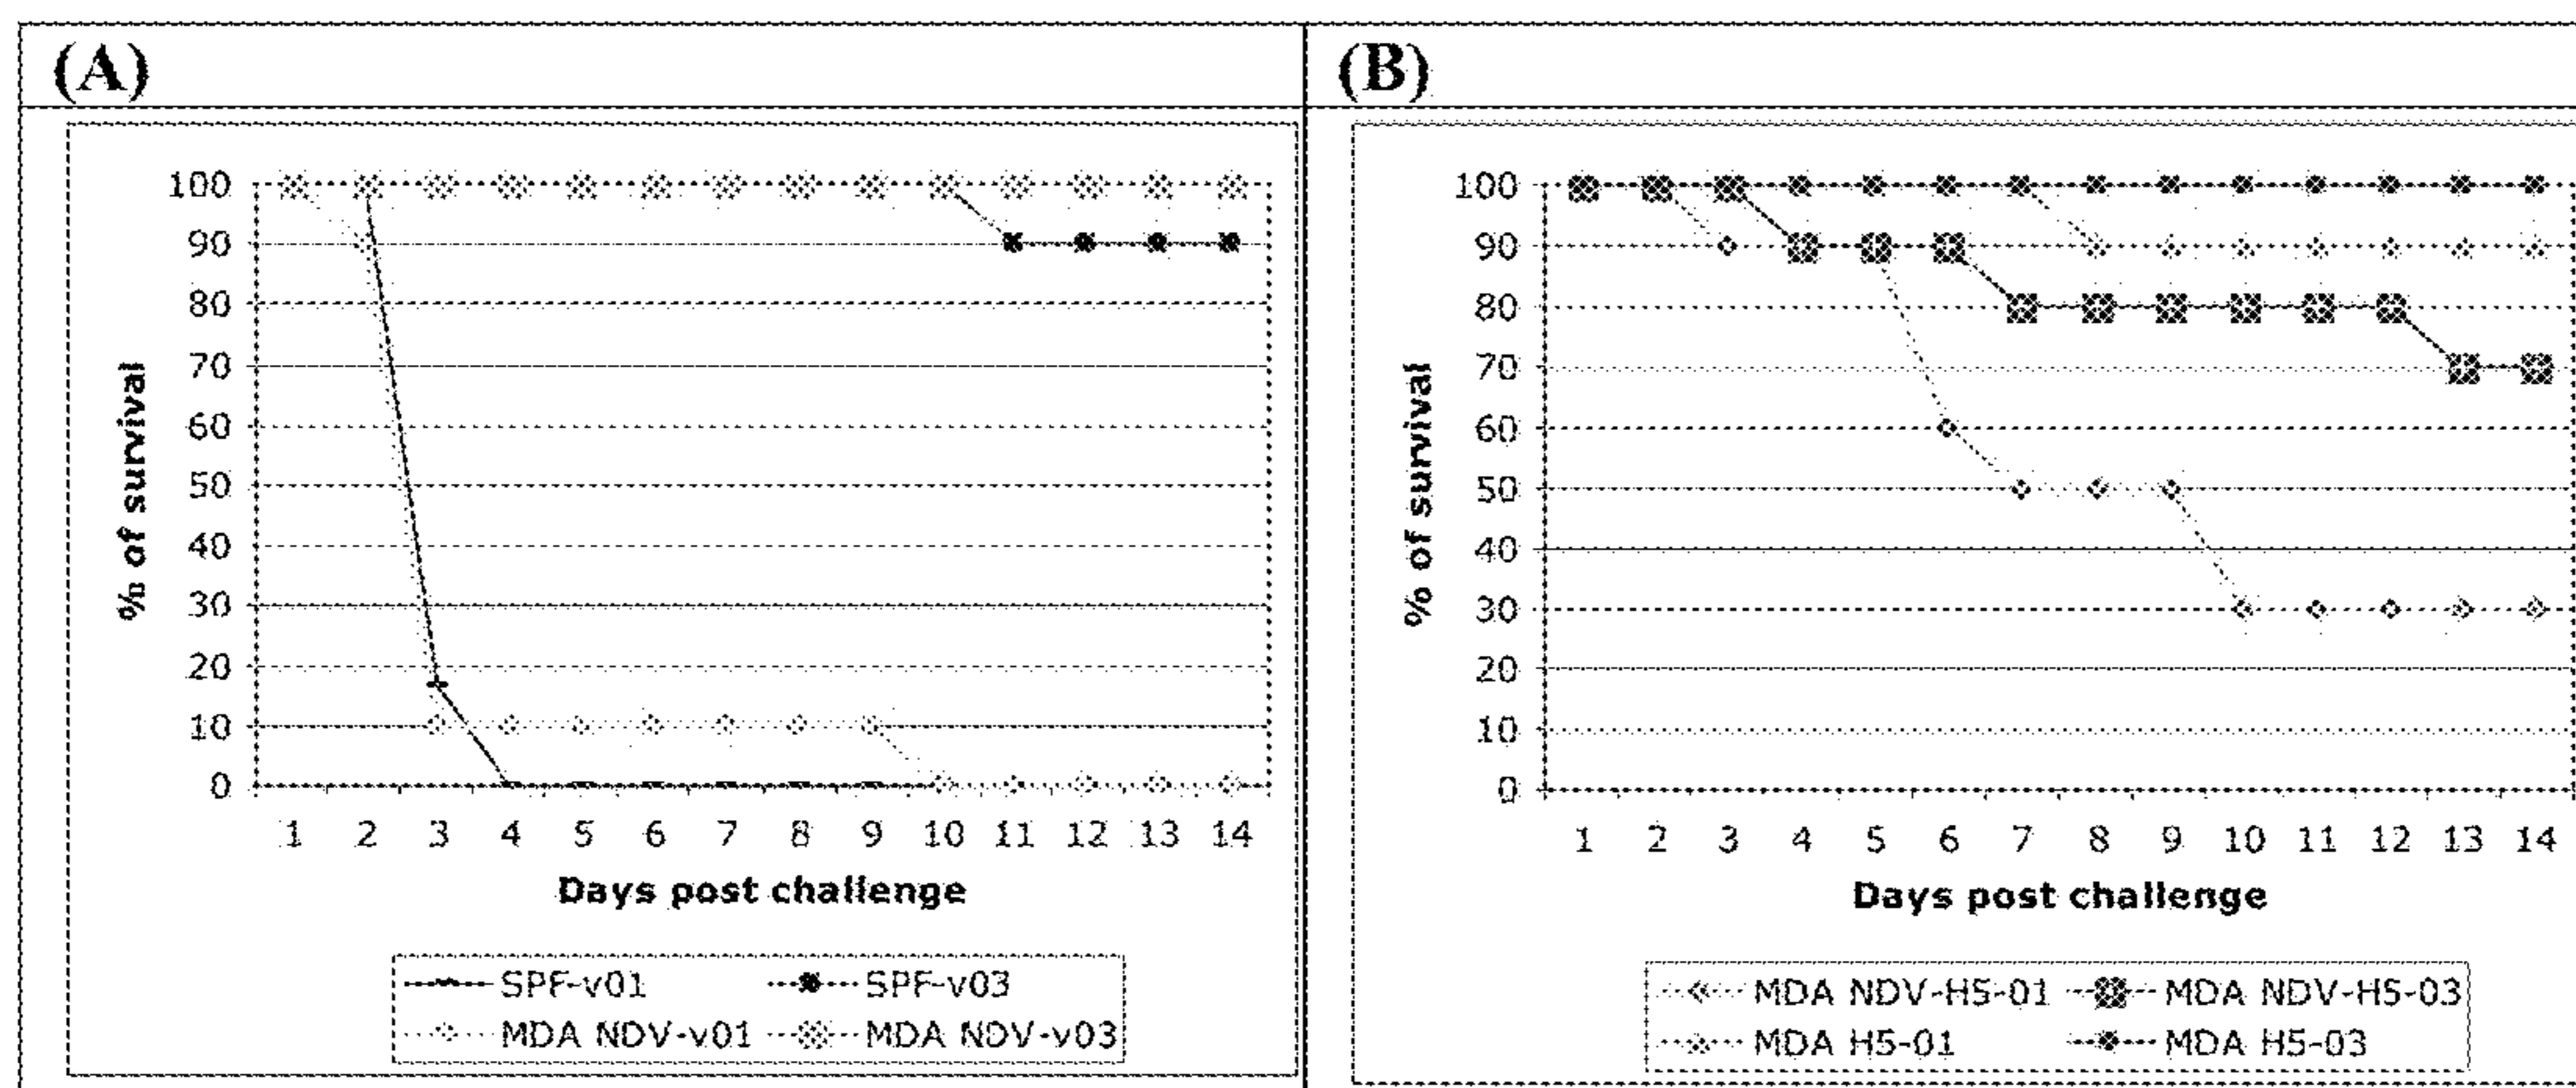 (A)
100
90
80
70
60
50
40
30
20
10
0
% of survival
1 2 3 4 5 6 7 8 9 10 11 12 13 14
Days post challenge
SPF-v01 SPF-v03
MDA NDV-v01 MDA NDV-v03
(B)
100
90
80
70
60
50
40
30
20
10
0
% of survival
1 2 3 4 5 6 7 8 9 10 11 12 13 14
Days post challenge
MDA NDV-H5-01 MDA NDV-H5-03
MDA H5-01 MDA H5-03